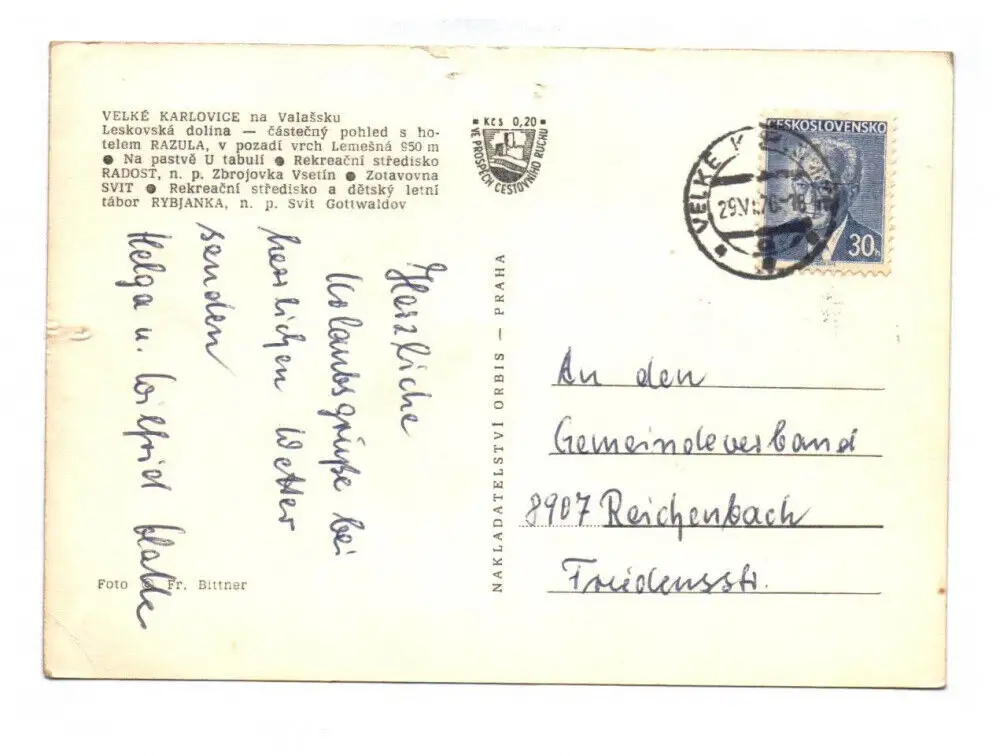 VELKÉ KARLOVICE na Valašsku
Leskovská dolina — částečný pohled s ho-
telem RAZULA, v pozadí vrch Lemešná 950 m
● Na pastvě U tabulí ● Rekreační středisko
RADOST, n. p. Zbrojovka Vsetín ● Zotavovna
SVIT ● Rekreační středisko a dětský letní
tábor RYBJANKA, n. p. Svit Gottwaldov
Kčs 0,20
VE PROSPĚCH CESTOVNÍHO RUCHU
ČESKOSLOVENSKO
30h
VELKÉ K
Herzliche
Urlaubsgrüße bei
herrlichen Wetter
senden
Helga u. Wilfrid
Foto Fr. Bittner
NAKLADATELSTVÍ ORBIS — PRAHA
An den
Gemeindeverband
8907 Reichenbach
Friedensstr.